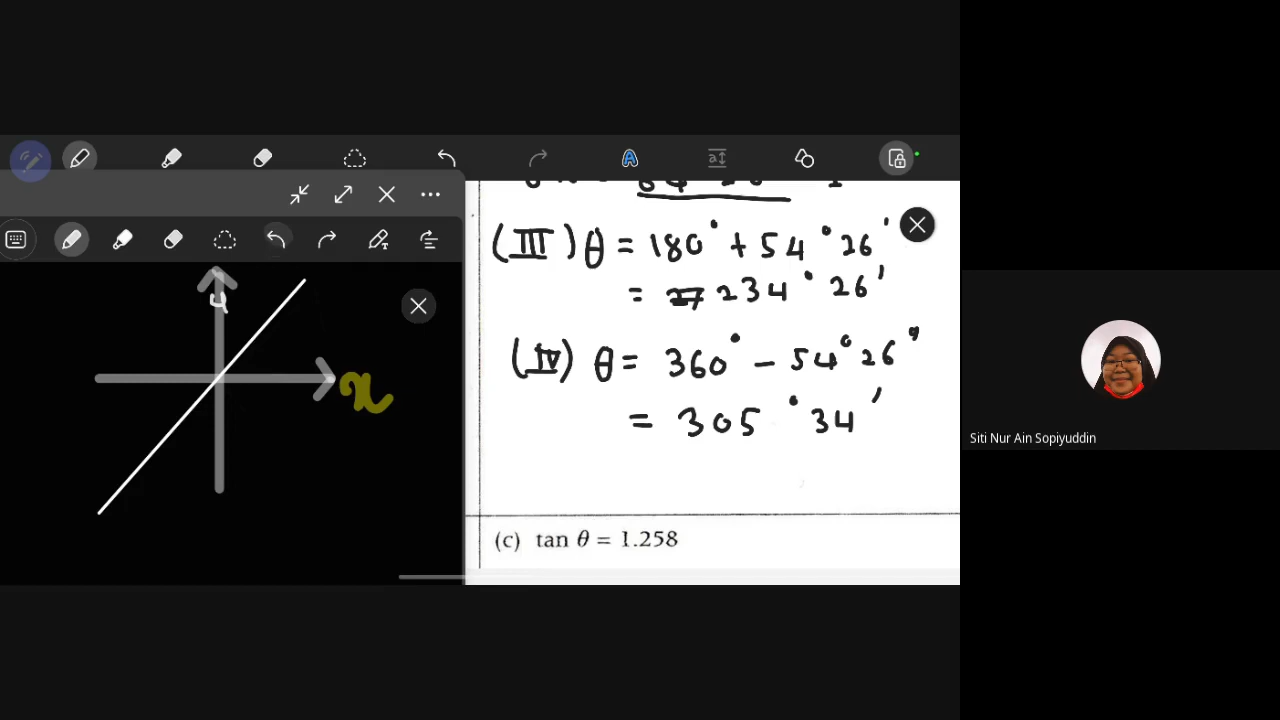 (III) θ = 180° + 54° 26'
= 234° 26'
(IV) θ = 360° - 54° 26'
= 305° 34'
(c) tan θ = 1.258
x
Siti Nur Ain Sopiyuddin